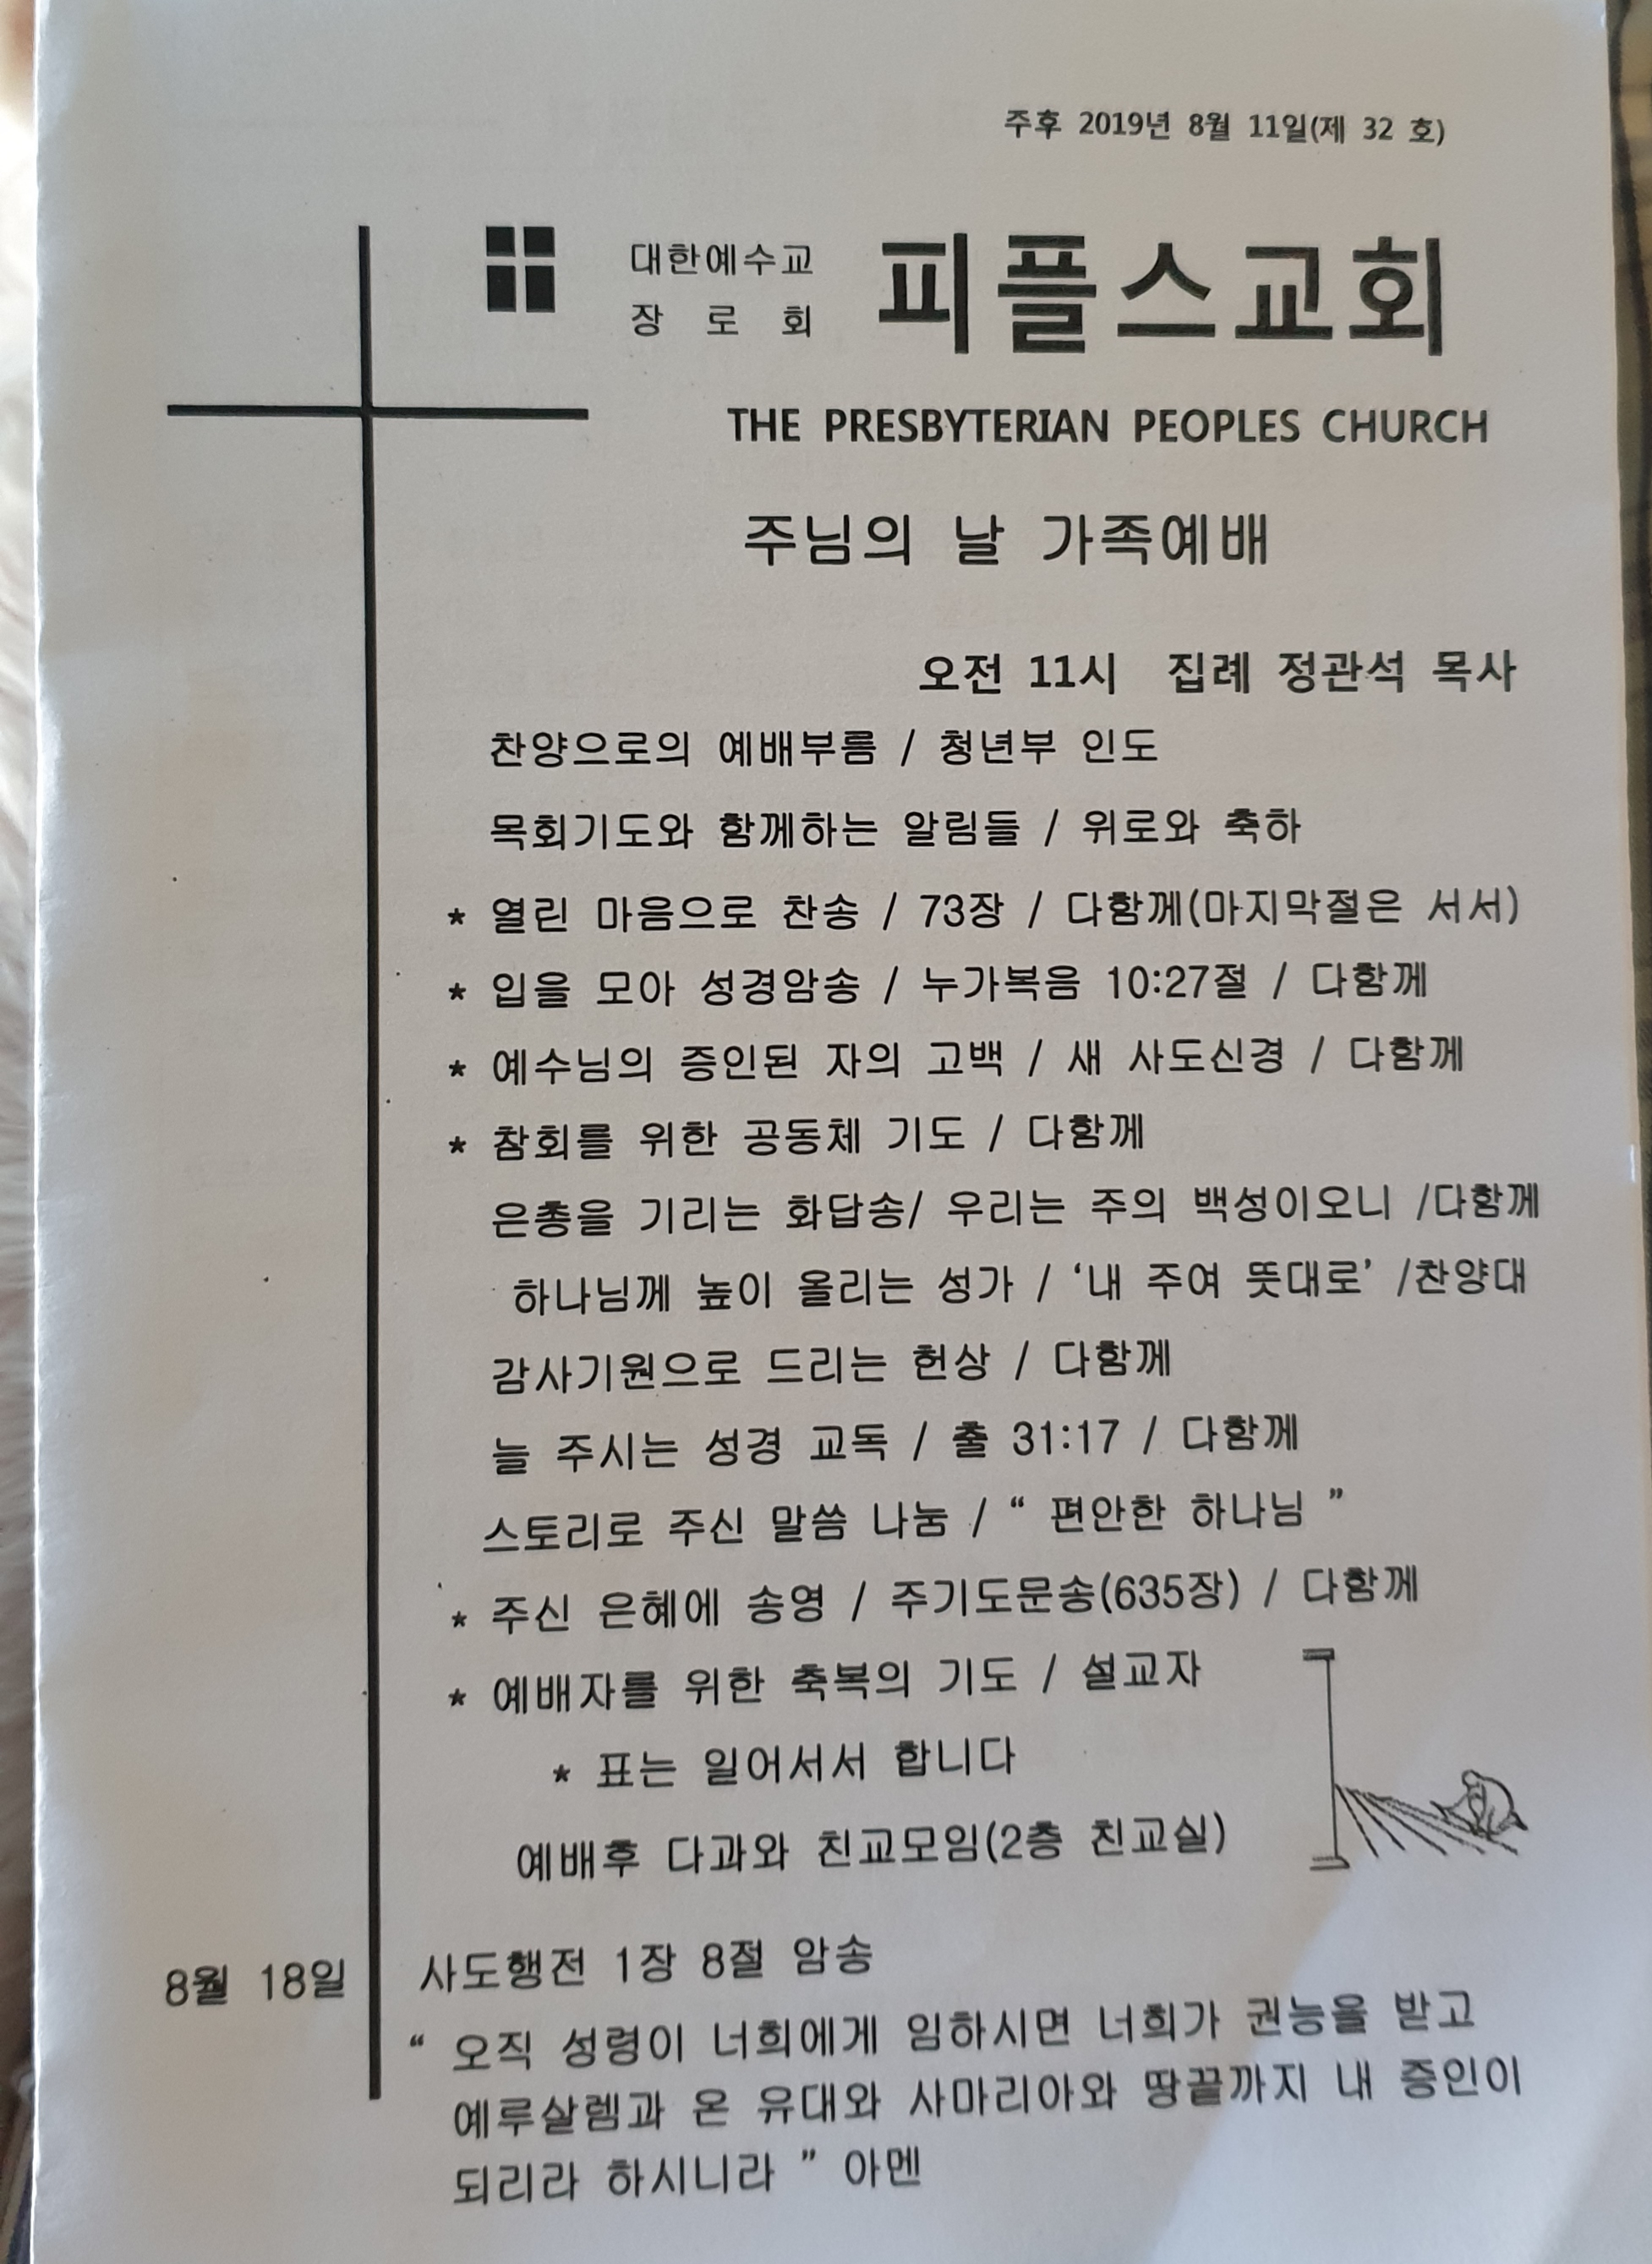 주후 2019년 8월 11일(제 32 호)
대한예수교
장 로 회
피플스교회
THE PRESBYTERIAN PEOPLES CHURCH
주님의 날 가족예배
오전 11시 집례 정관석 목사
찬양으로의 예배부름 / 청년부 인도
목회기도와 함께하는 알림들 / 위로와 축하
* 열린 마음으로 찬송 / 73장 / 다함께(마지막절은 서서)
* 입을 모아 성경암송 / 누가복음 10:27절 / 다함께
* 예수님의 증인된 자의 고백 / 새 사도신경 / 다함께
* 참회를 위한 공동체 기도 / 다함께
은총을 기리는 화답송/ 우리는 주의 백성이오니 /다함께
하나님께 높이 올리는 성가 / ‘내 주여 뜻대로’ /찬양대
감사기원으로 드리는 헌상 / 다함께
늘 주시는 성경 교독 / 출 31:17 / 다함께
스토리로 주신 말씀 나눔 / “ 편안한 하나님 ”
* 주신 은혜에 송영 / 주기도문송(635장) / 다함께
* 예배자를 위한 축복의 기도 / 설교자
* 표는 일어서서 합니다
예배후 다과와 친교모임(2층 친교실)
8월 18일 사도행전 1장 8절 암송
“ 오직 성령이 너희에게 임하시면 너희가 권능을 받고
예루살렘과 온 유대와 사마리아와 땅끝까지 내 증인이
되리라 하시니라 ” 아멘